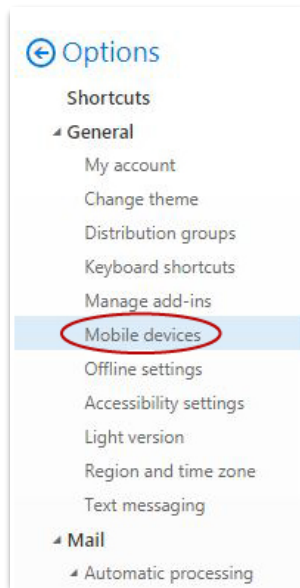 Options
Shortcuts
General
My account
Change theme
Distribution groups
Keyboard shortcuts
Manage add-ins
Mobile devices
Offline settings
Accessibility settings
Light version
Region and time zone
Text messaging
Mail
Automatic processing